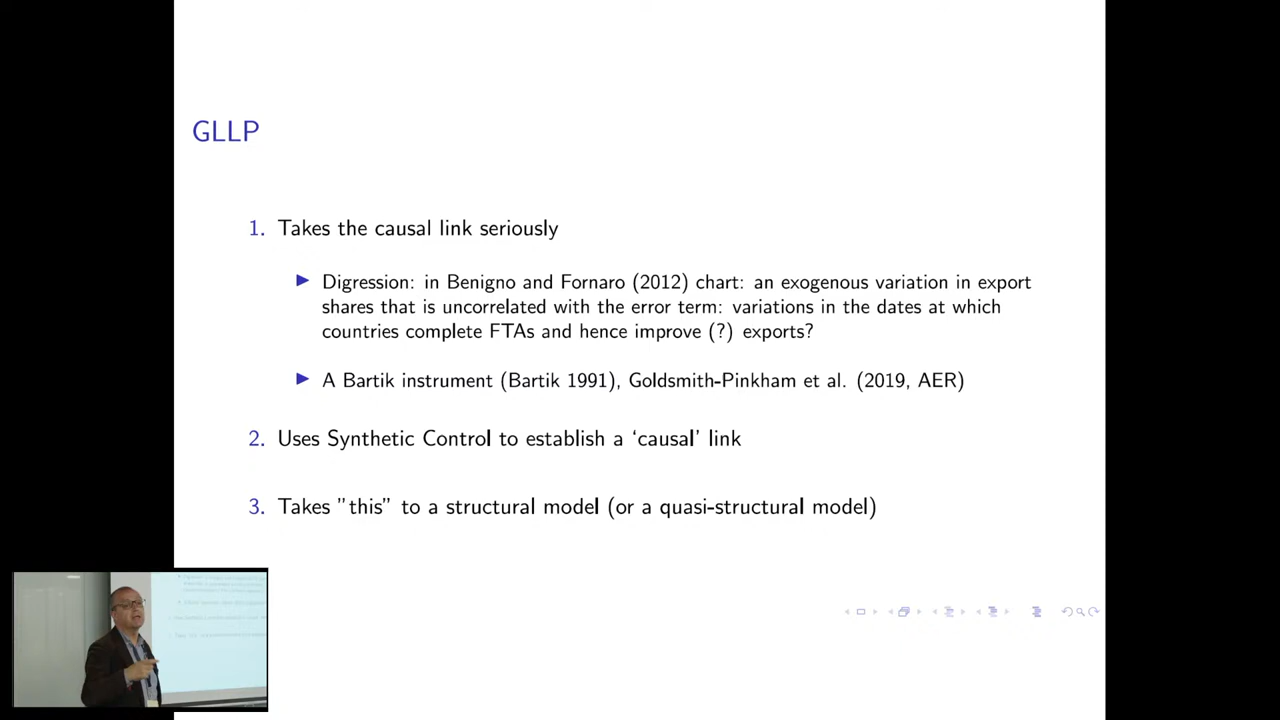 GLLP
1. Takes the causal link seriously
Digression: in Benigno and Fornaro (2012) chart: an exogenous variation in export
shares that is uncorrelated with the error term: variations in the dates at which
countries complete FTAs and hence improve (?) exports?
A Bartik instrument (Bartik 1991), Goldsmith-Pinkham et al. (2019, AER)
2. Uses Synthetic Control to establish a ‘causal’ link
3. Takes ”this” to a structural model (or a quasi-structural model)